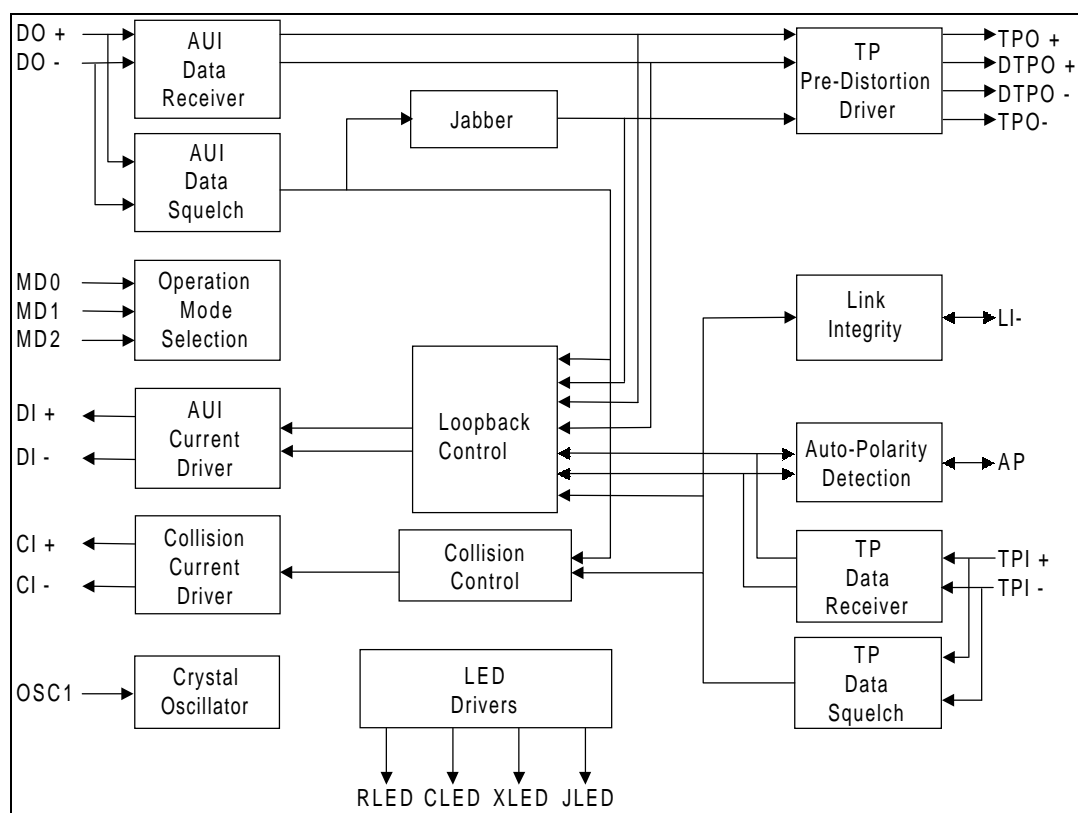 DO +
DO -
AUI
Data
Receiver
TP
Pre-Distortion
Driver
TPO +
DTPO +
DTPO -
TPO-
Jabber
AUI
Data
Squelch
MD0
MD1
MD2
Operation
Mode
Selection
Link
Integrity
LI-
DI +
DI -
AUI
Current
Driver
Loopback
Control
Auto-Polarity
Detection
AP
CI +
CI -
Collision
Current
Driver
Collision
Control
TP
Data
Receiver
TPI +
TPI -
OSC1
Crystal
Oscillator
LED
Drivers
TP
Data
Squelch
RLED CLED XLED JLED